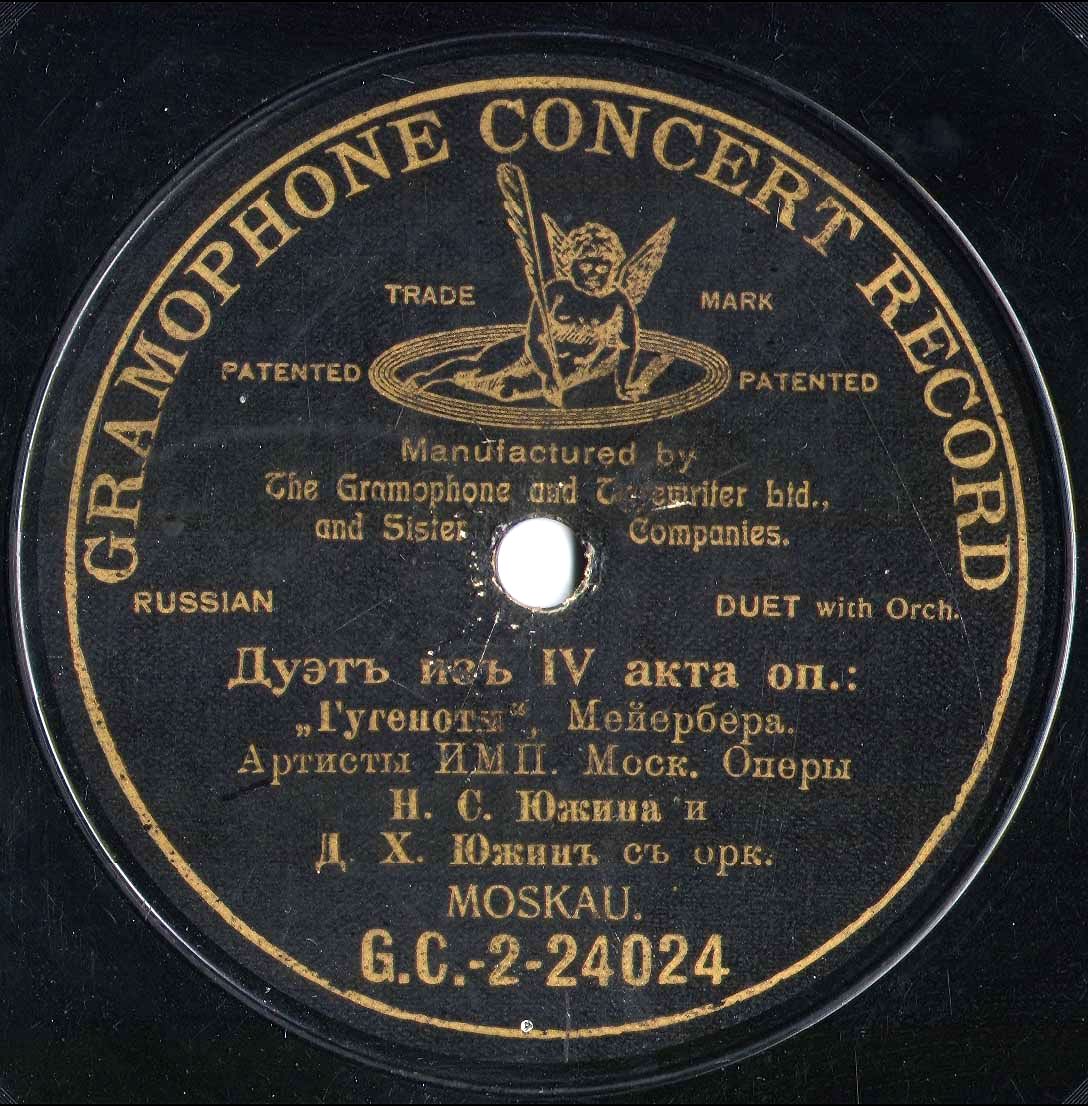 GRAMOPHONE CONCERT RECORD
TRADE MARK
PATENTED PATENTED
Manufactured by
The Gramophone and Typewriter Ltd.,
and Sister Companies.
RUSSIAN DUET with Orch.
Дуэтъ изъ IV акта оп.:
„Гугеноты“, Мейербера.
Артисты ИМП. Моск. Оперы
Н. С. Южина и
Д. Х. Южинъ съ орк.
MOSKAU.
G.C.-2-24024